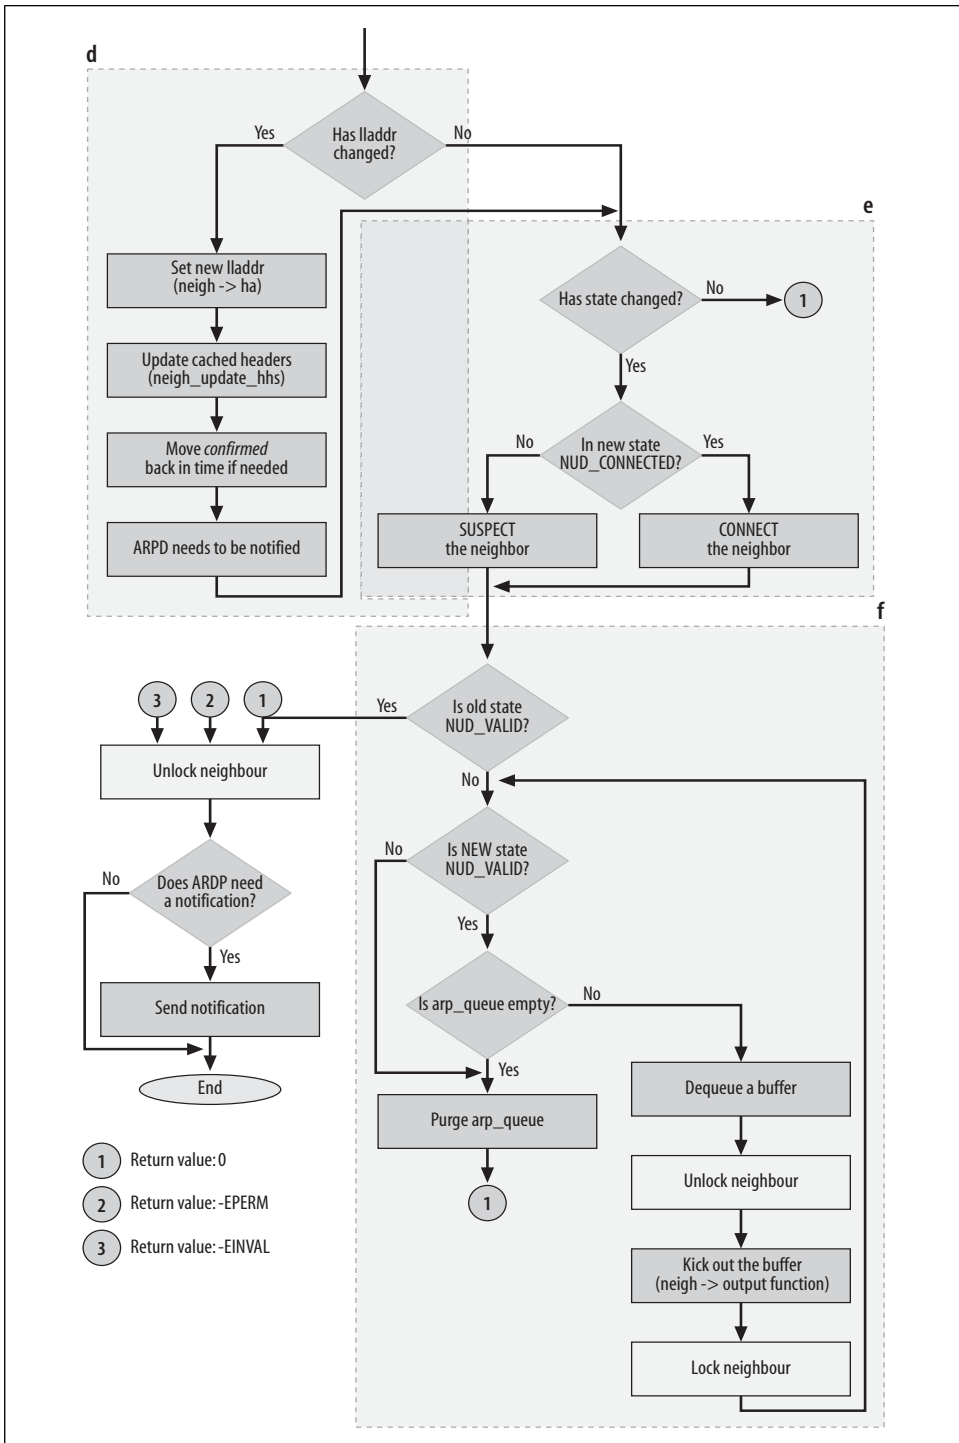 d
Has lladdr
changed?
Yes
No
e
Set new lladdr
(neigh -> ha)
Update cached headers
(neigh_update_hhs)
Move confirmed
back in time if needed
ARPD needs to be notified
Has state changed?
No
1
Yes
In new state
NUD_CONNECTED?
No
Yes
SUSPECT
the neighbor
CONNECT
the neighbor
f
Is old state
NUD_VALID?
Yes
No
3
2
1
Unlock neighbour
Does ARDP need
a notification?
No
Yes
Send notification
End
Is NEW state
NUD_VALID?
No
Yes
Is arp_queue empty?
No
Yes
Purge arp_queue
1
Dequeue a buffer
Unlock neighbour
Kick out the buffer
(neigh -> output function)
Lock neighbour
1 Return value: 0
2 Return value: -EPERM
3 Return value: -EINVAL